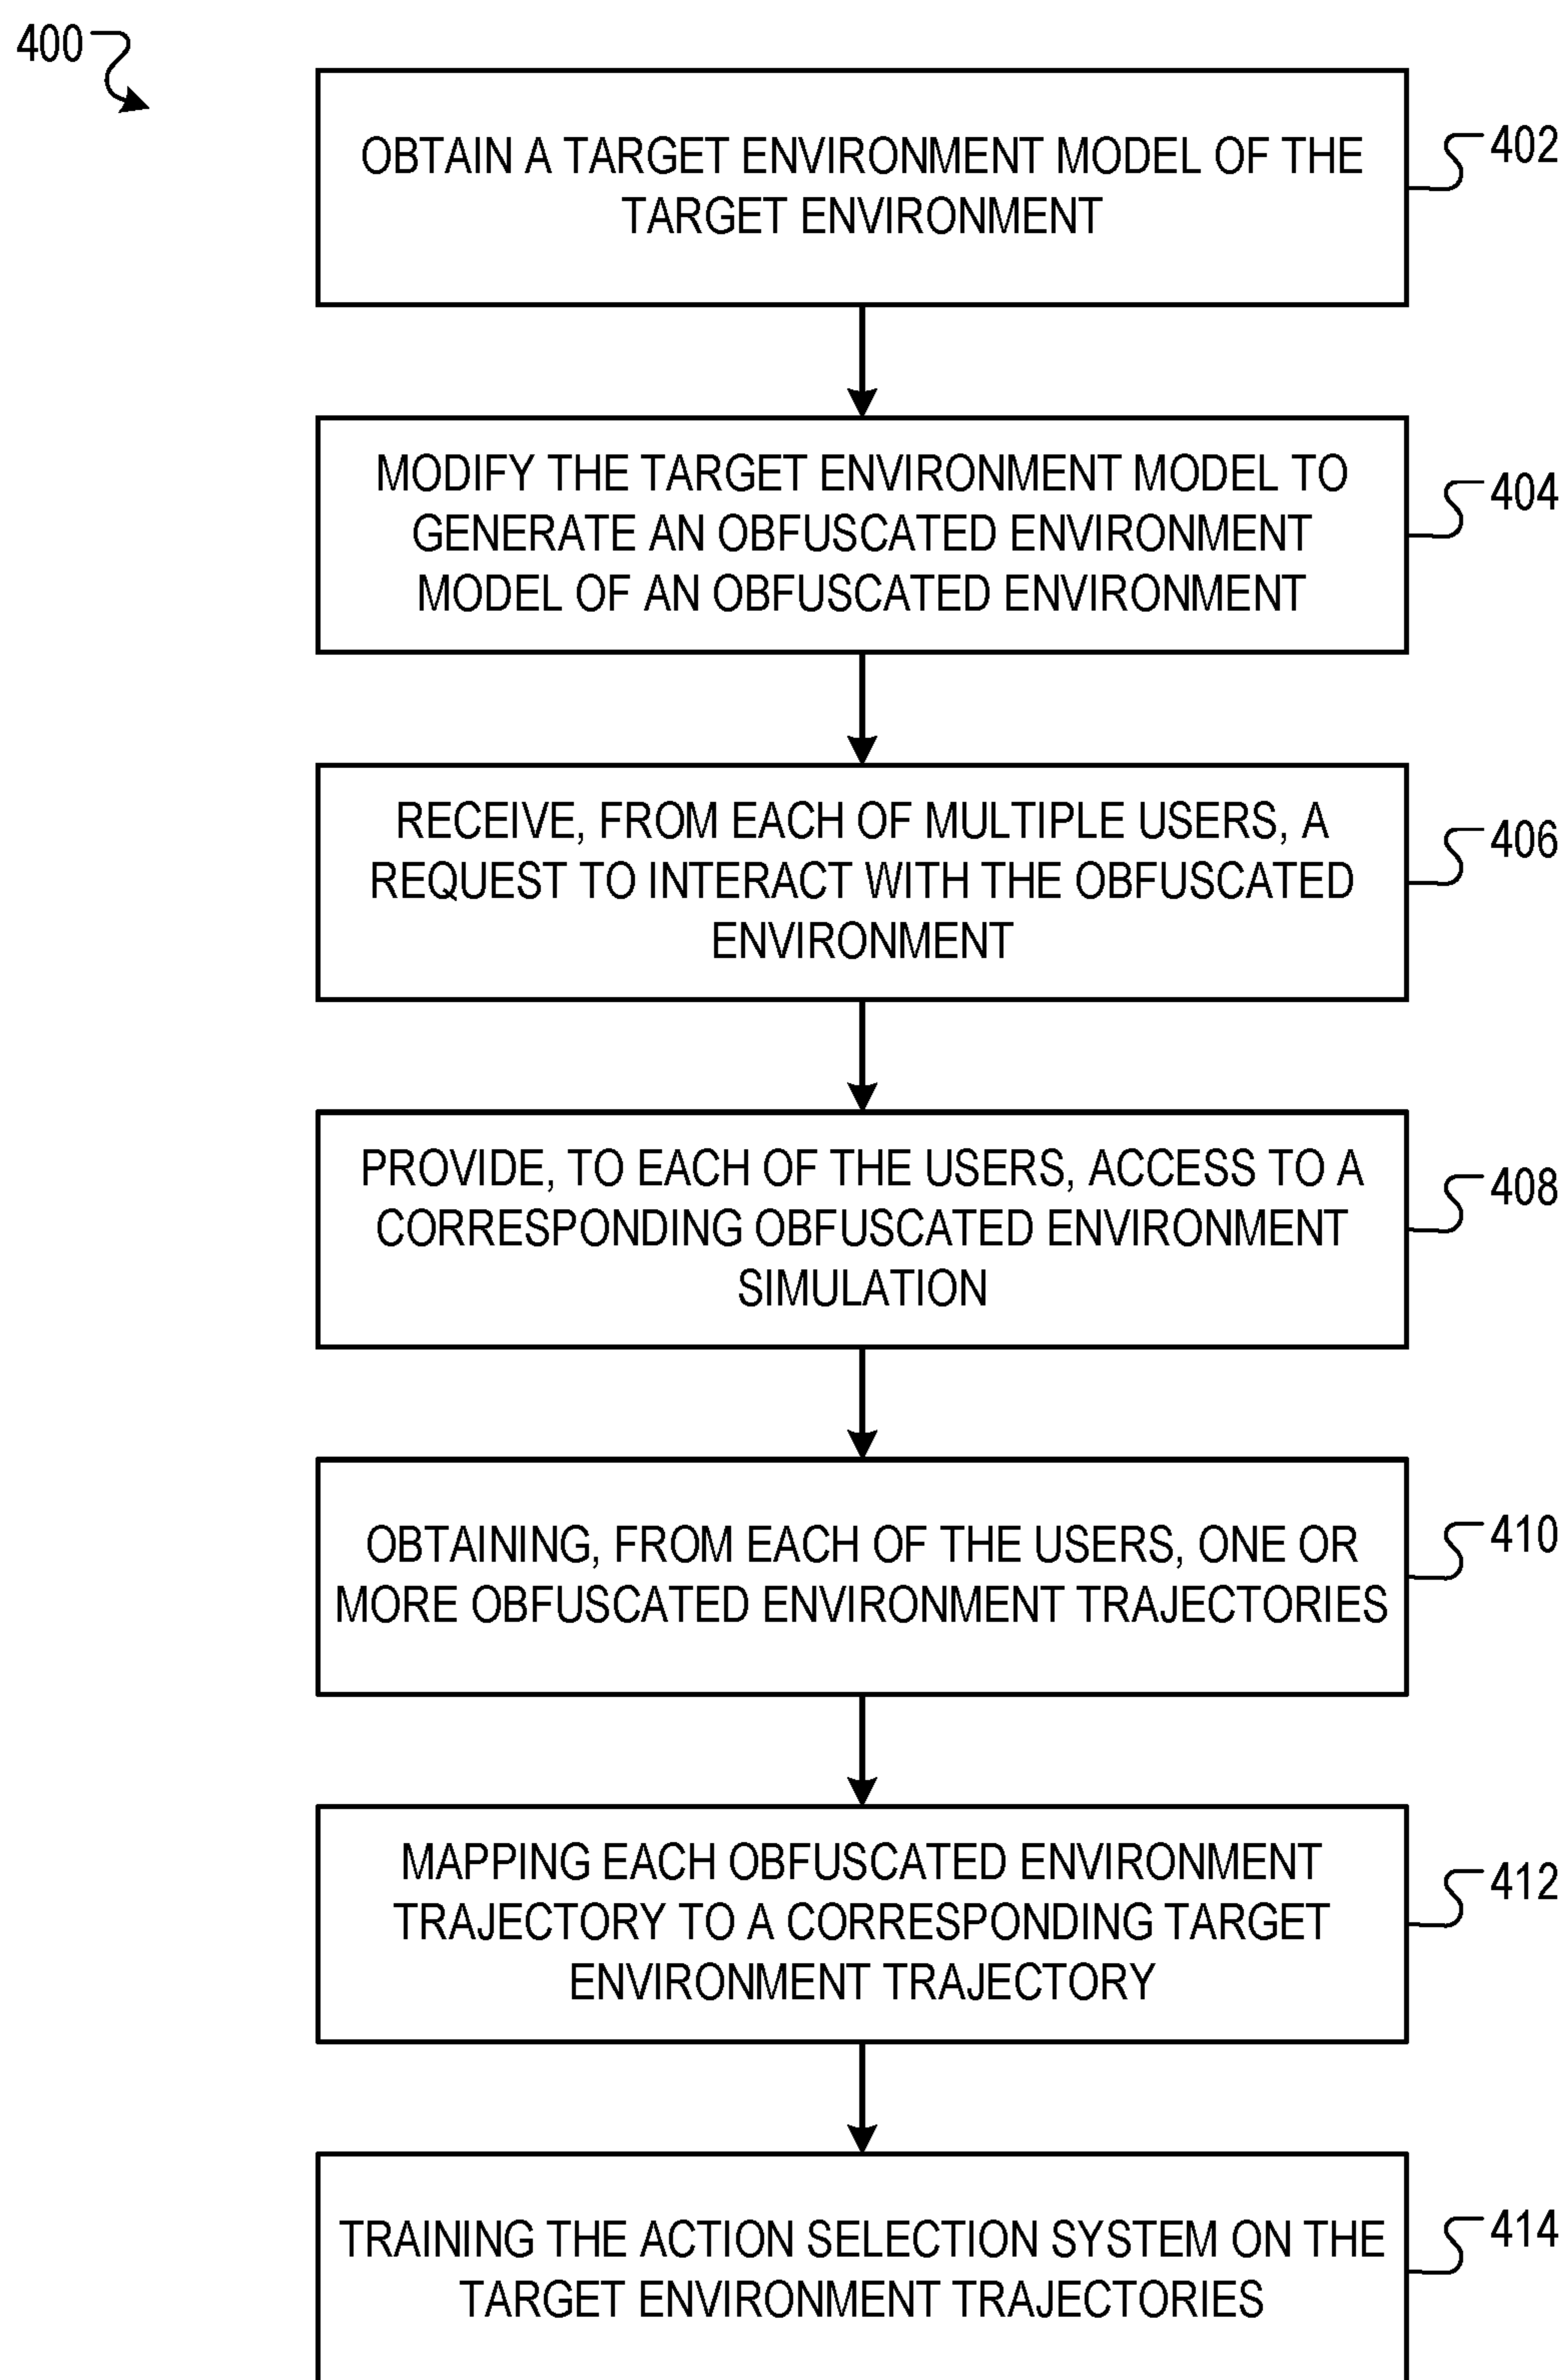 400
OBTAIN A TARGET ENVIRONMENT MODEL OF THE
TARGET ENVIRONMENT
402
MODIFY THE TARGET ENVIRONMENT MODEL TO
GENERATE AN OBFUSCATED ENVIRONMENT
MODEL OF AN OBFUSCATED ENVIRONMENT
404
RECEIVE, FROM EACH OF MULTIPLE USERS, A
REQUEST TO INTERACT WITH THE OBFUSCATED
ENVIRONMENT
406
PROVIDE, TO EACH OF THE USERS, ACCESS TO A
CORRESPONDING OBFUSCATED ENVIRONMENT
SIMULATION
408
OBTAINING, FROM EACH OF THE USERS, ONE OR
MORE OBFUSCATED ENVIRONMENT TRAJECTORIES
410
MAPPING EACH OBFUSCATED ENVIRONMENT
TRAJECTORY TO A CORRESPONDING TARGET
ENVIRONMENT TRAJECTORY
412
TRAINING THE ACTION SELECTION SYSTEM ON THE
TARGET ENVIRONMENT TRAJECTORIES
414